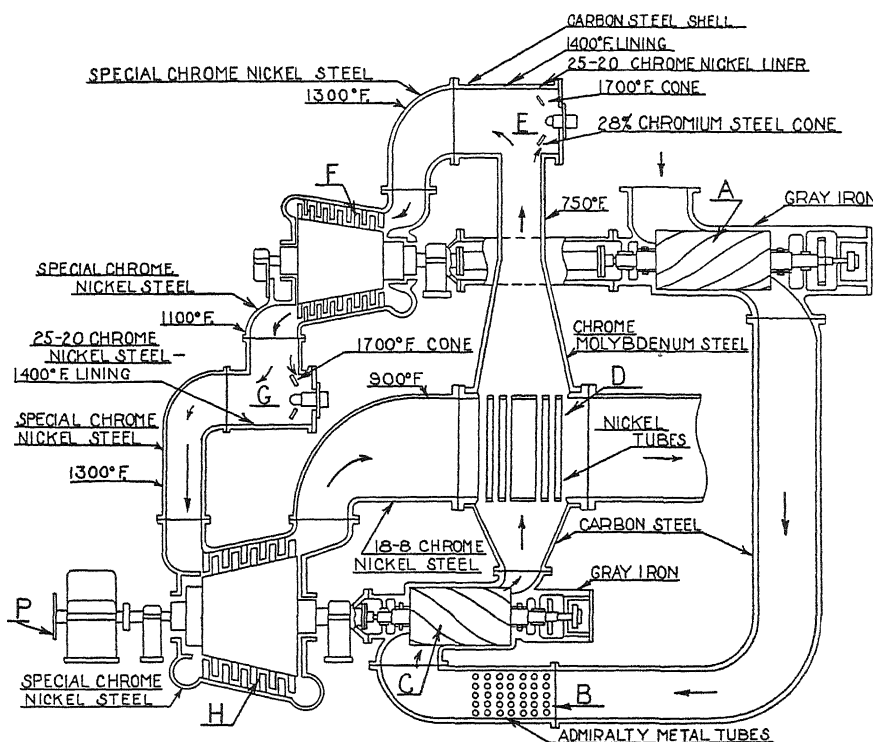 CARBON STEEL SHELL
1400°F. LINING
25-20 CHROME NICKEL LINER
SPECIAL CHROME NICKEL STEEL
1300°F.
1700°F. CONE
E
28% CHROMIUM STEEL CONE
F
A
GRAY IRON
750°F.
SPECIAL CHROME
NICKEL STEEL
1100°F.
25-20 CHROME
NICKEL STEEL-
1400°F. LINING
1700°F. CONE
CHROME
MOLYBDENUM STEEL
900°F.
D
G
NICKEL
TUBES
SPECIAL CHROME
NICKEL STEEL
1300°F.
18-8 CHROME
NICKEL STEEL
CARBON STEEL
GRAY IRON
P
C
B
SPECIAL CHROME
NICKEL STEEL
H
ADMIRALTY METAL TUBES